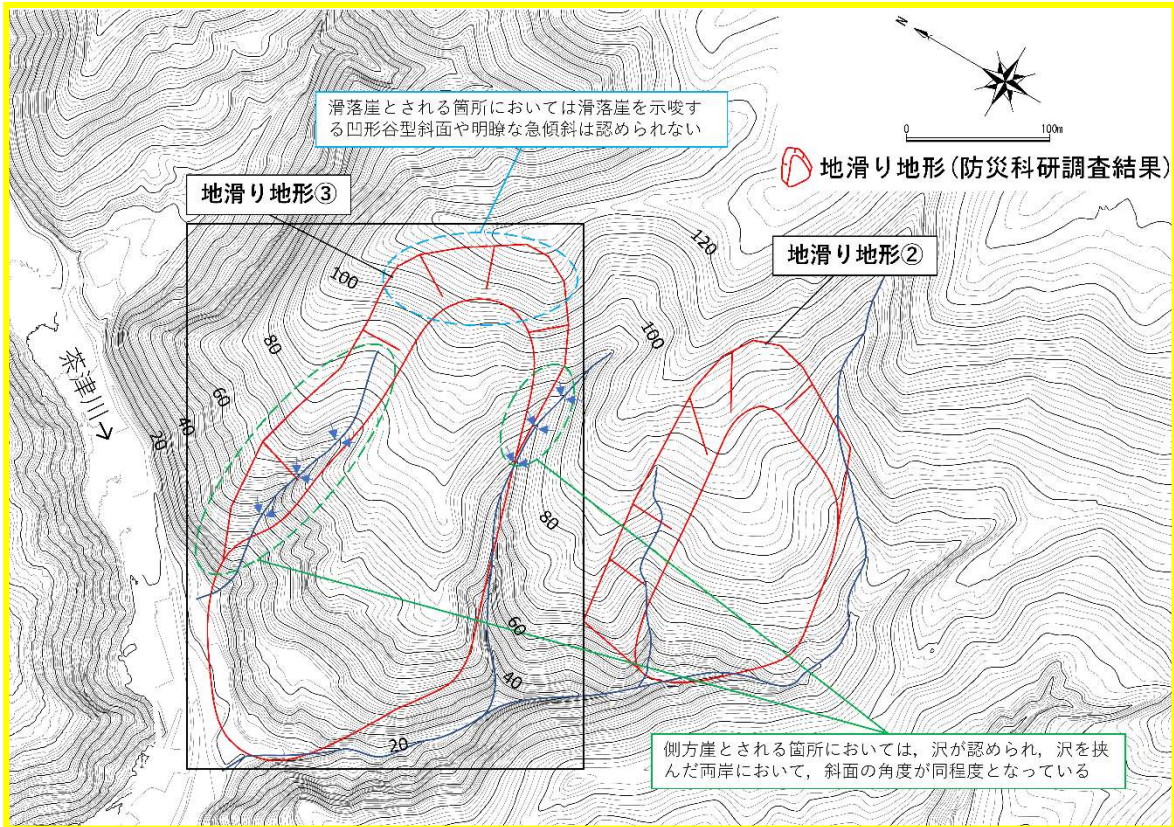 N
0 100m
地滑り地形(防災科研調査結果)
滑落崖とされる箇所においては滑落崖を示唆す
る凹形谷型斜面や明瞭な急傾斜は認められない
地滑り地形③
地滑り地形②
120
100
100
80
60
40
20
茶津川
80
60
40
20
側方崖とされる箇所においては，沢が認められ，沢を挟
んだ両岸において，斜面の角度が同程度となっている